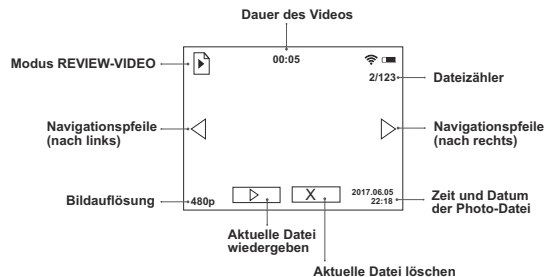 Dauer des Videos
Modus REVIEW-VIDEO
00:05
2/123
Dateizähler
Navigationspfeile
(nach links)
Navigationspfeile
(nach rechts)
Bildauflösung
480p
X
2017.06.05
22:18
Zeit und Datum
der Photo-Datei
Aktuelle Datei
wiedergeben
Aktuelle Datei löschen